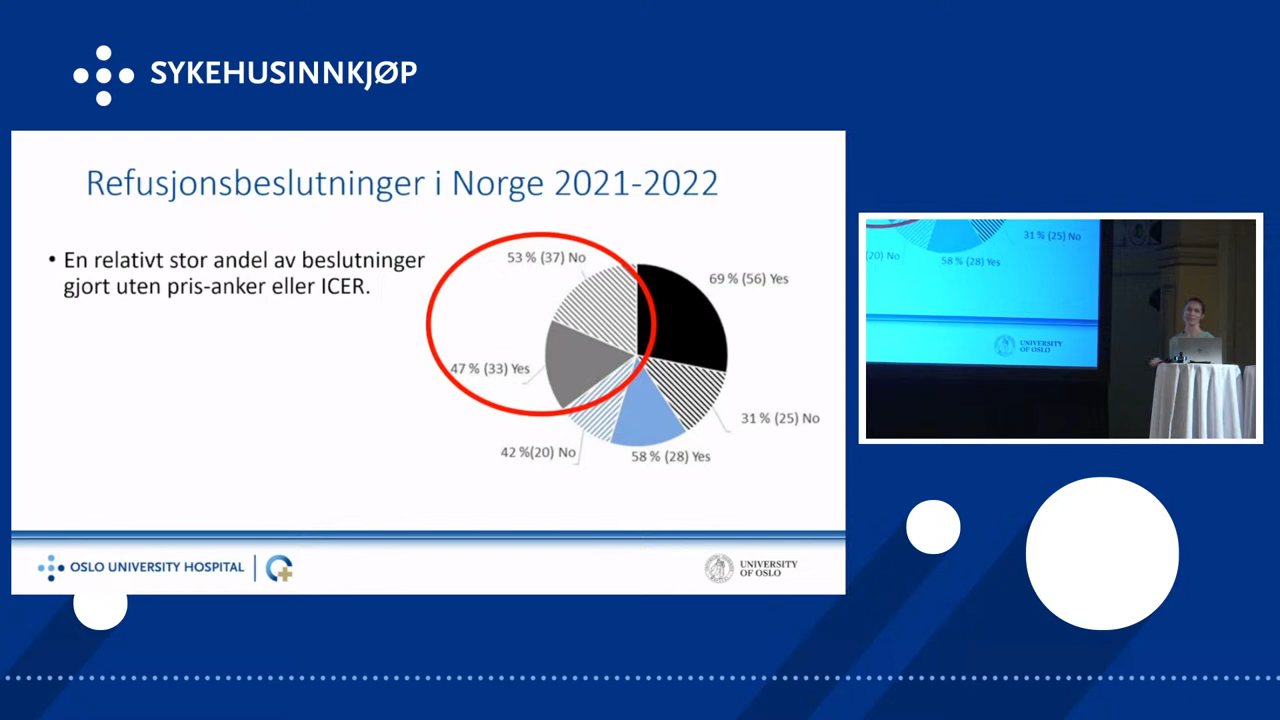 SYKEHUSINNKJØP
Refusjonsbeslutninger i Norge 2021-2022
• En relativt stor andel av beslutninger
gjort uten pris-anker eller ICER.
53 % (37) No
69 % (56) Yes
47 % (33) Yes
31 % (25) No
42 %(20) No
58 % (28) Yes
OSLO UNIVERSITY HOSPITAL
UNIVERSITY
OF OSLO
31 % (25) No
(20) No
58 % (28) Yes
UNIVERSITY
OF OSLO